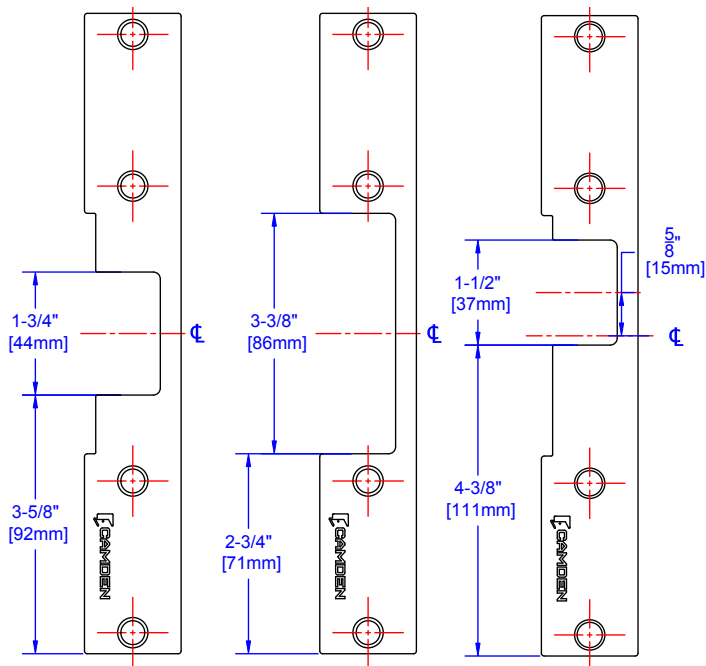 1-3/4"
[44mm]
℄
3-5/8"
[92mm]
CAMDEN
3-3/8"
[86mm]
℄
2-3/4"
[71mm]
CAMDEN
5/8"
[15mm]
1-1/2"
[37mm]
℄
4-3/8"
[111mm]
CAMDEN